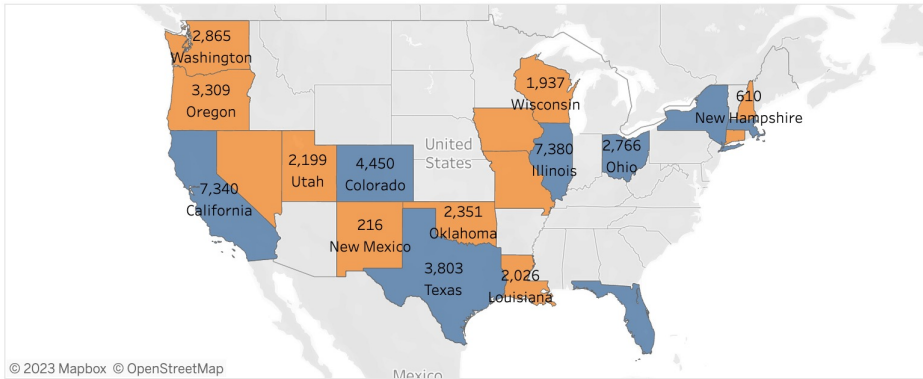 2,865
Washington
3,309
Oregon
7,340
California
2,199
Utah
4,450
Colorado
216
New Mexico
2,351
Oklahoma
3,803
Texas
2,026
Louisiana
United
States
1,937
Wisconsin
7,380
Illinois
2,766
Ohio
610
New Hampshire
Mexico
© 2023 Mapbox © OpenStreetMap